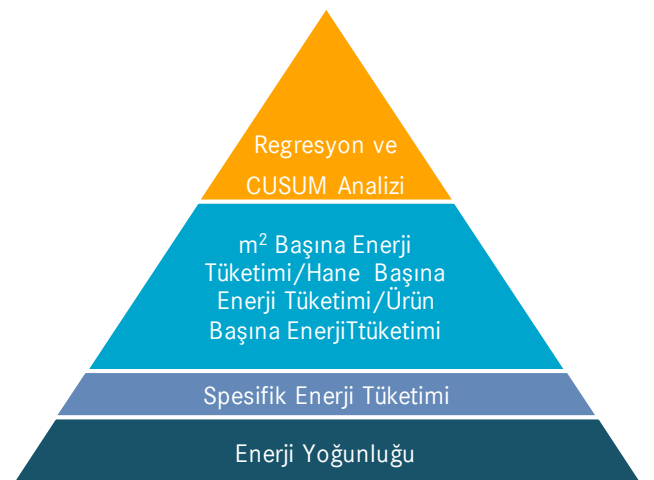 Regresyon ve
CUSUM Analizi
m² Başına Enerji
Tüketimi/Hane Başına
Enerji Tüketimi/Ürün
Başına EnerjiTtüketimi
Spesifik Enerji Tüketimi
Enerji Yoğunluğu